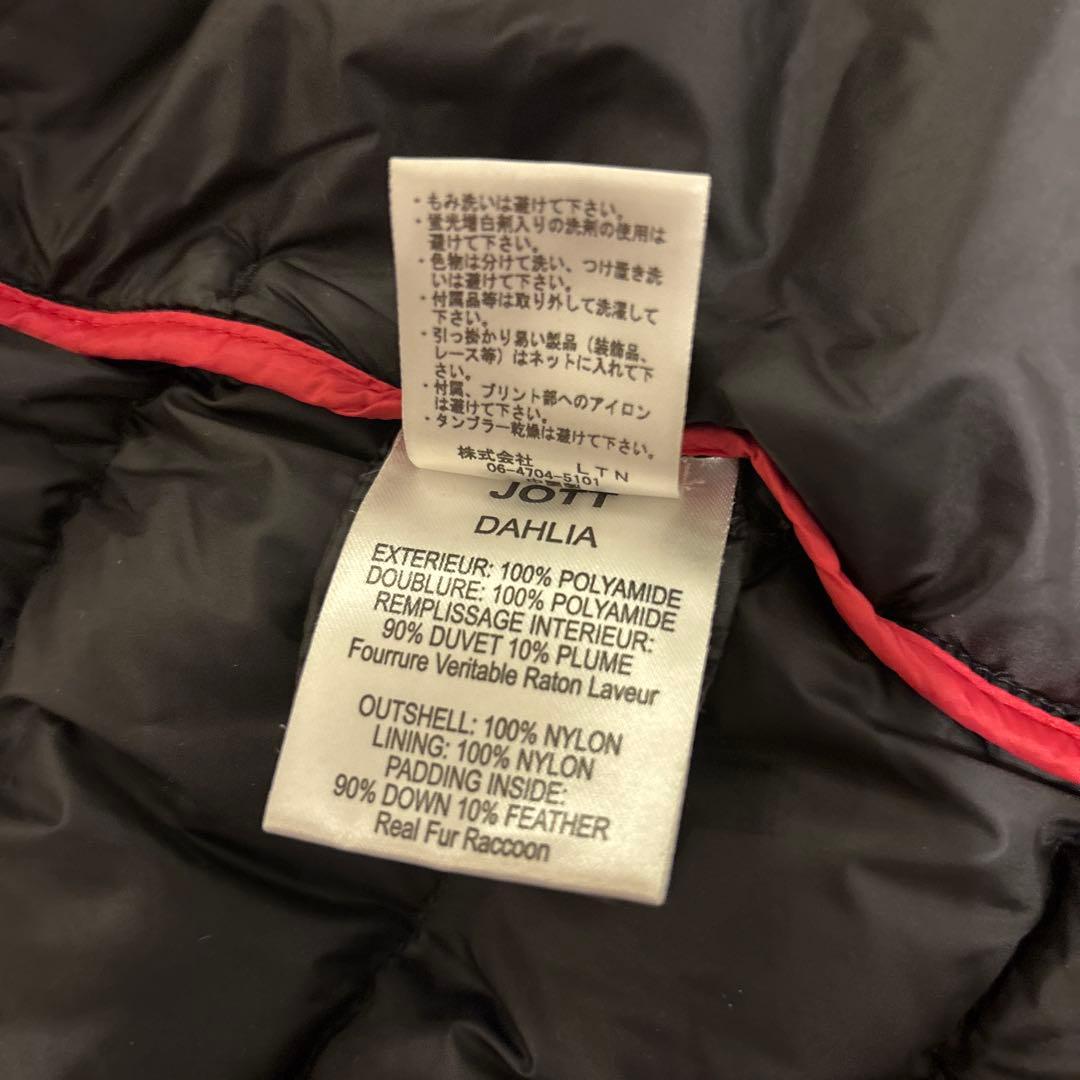 ・もみ洗いは避けて下さい。
・蛍光増白剤入りの洗剤の使用は
避けて下さい。
・色物は分けて洗い、つけ置き洗
いは避けて下さい。
・付属品等は取り外して洗濯して
下さい。
・引っ掛かり易い製品（装飾品、
レース等）はネットに入れて下
さい。
・付属、プリント部へのアイロン
は避けて下さい。
・タンブラー乾燥は避けて下さい。
株式会社 LTN
06-4704-5101
JOTT
DAHLIA
EXTERIEUR: 100% POLYAMIDE
DOUBLURE: 100% POLYAMIDE
REMPLISSAGE INTERIEUR:
90% DUVET 10% PLUME
Fourrure Veritable Raton Laveur
OUTSHELL: 100% NYLON
LINING: 100% NYLON
PADDING INSIDE:
90% DOWN 10% FEATHER
Real Fur Raccoon